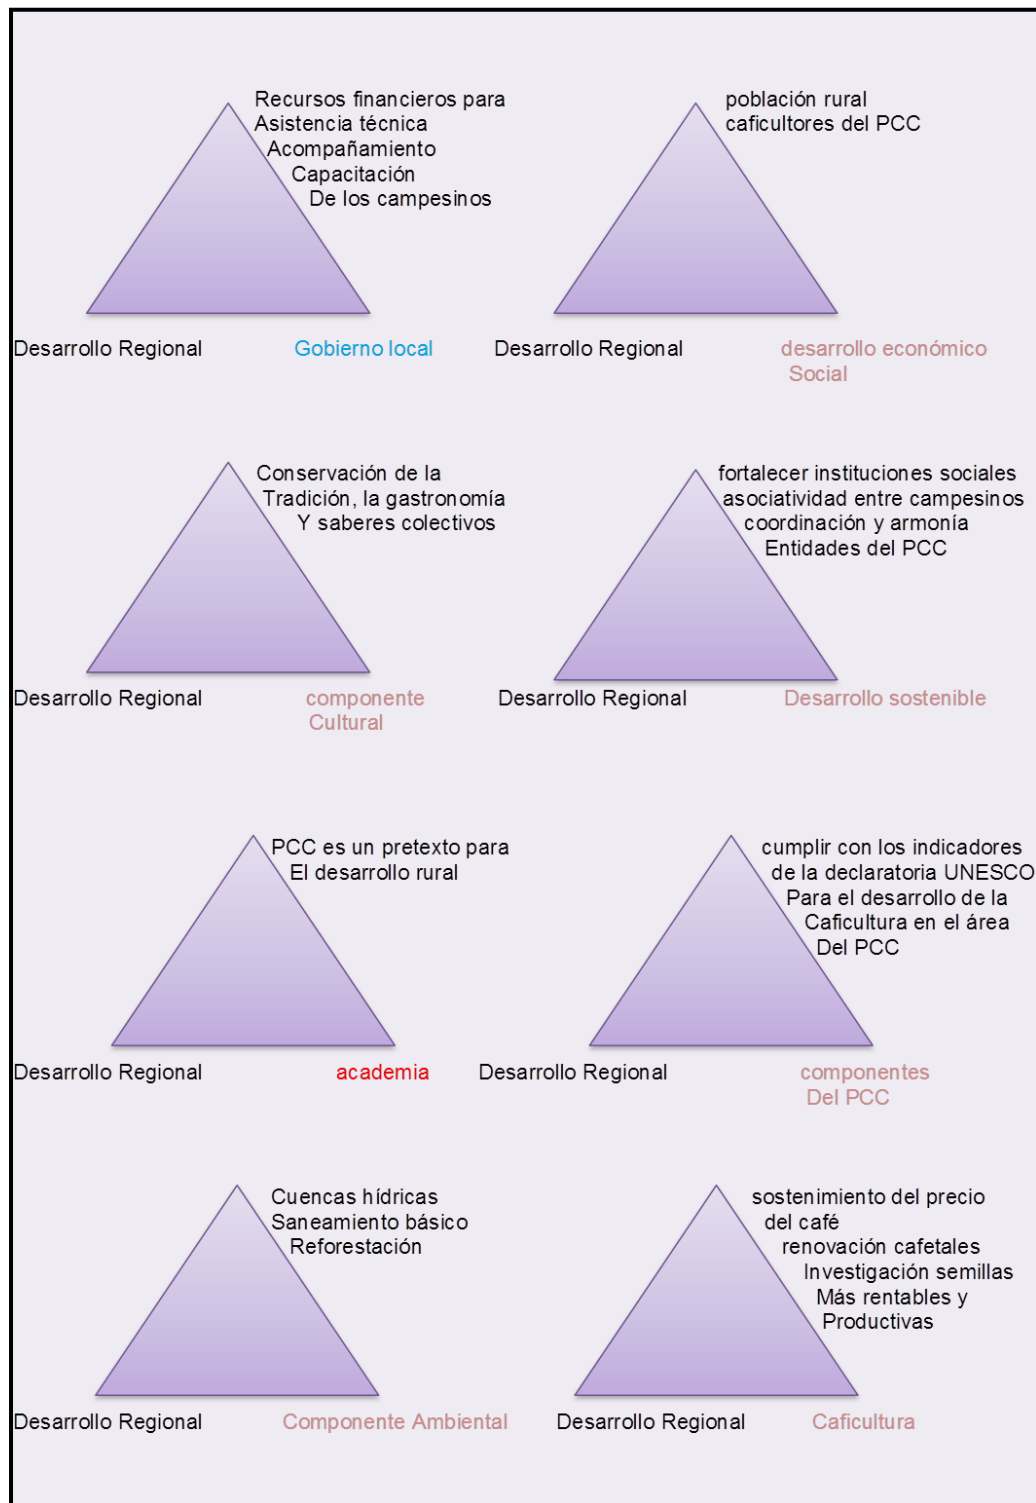 Recursos financieros para
Asistencia técnica
Acompañamiento
Capacitación
De los campesinos
Desarrollo Regional
Gobierno local
población rural
caficultores del PCC
Desarrollo Regional
desarrollo económico
Social
Conservación de la
Tradición, la gastronomía
Y saberes colectivos
Desarrollo Regional
componente
Cultural
fortalecer instituciones sociales
asociatividad entre campesinos
coordinación y armonía
Entidades del PCC
Desarrollo Regional
Desarrollo sostenible
PCC es un pretexto para
El desarrollo rural
Desarrollo Regional
academia
cumplir con los indicadores
de la declaratoria UNESCO
Para el desarrollo de la
Caficultura en el área
Del PCC
Desarrollo Regional
componentes
Del PCC
Cuencas hídricas
Saneamiento básico
Reforestación
Desarrollo Regional
Componente Ambiental
sostenimiento del precio
del café
renovación cafetales
Investigación semillas
Más rentables y
Productivas
Desarrollo Regional
Caficultura